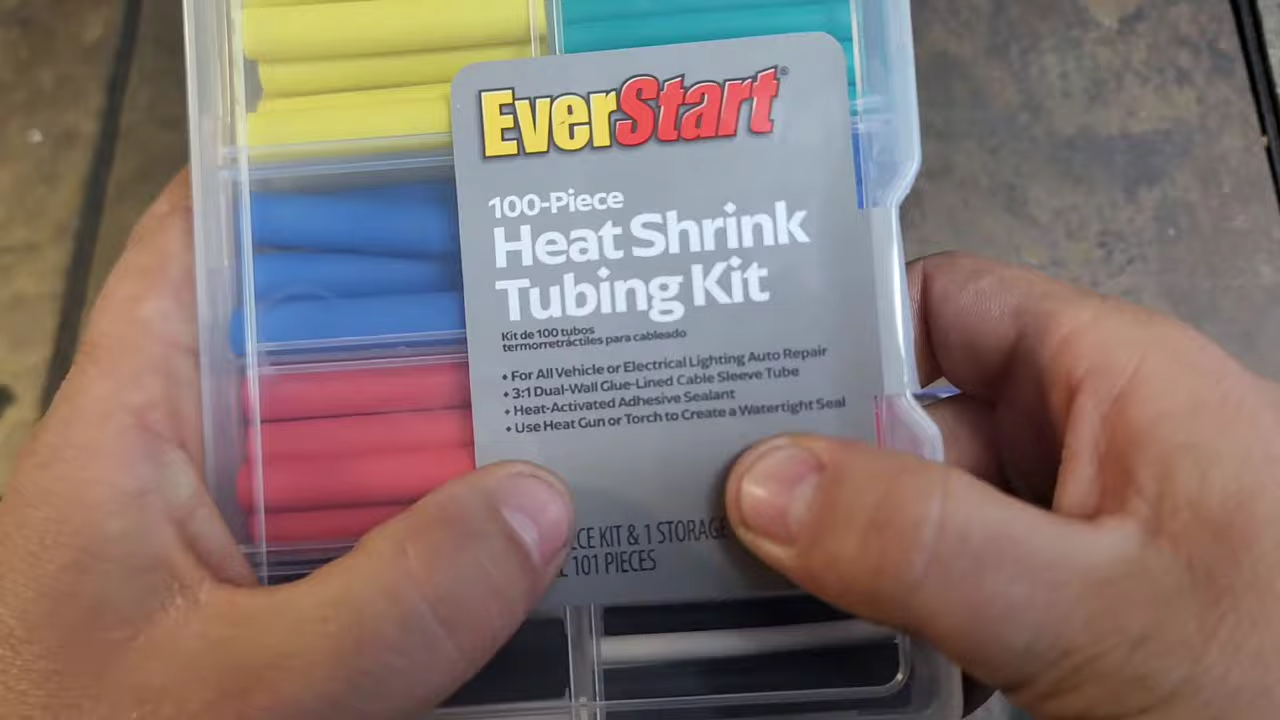 EverStart®
100-Piece
Heat Shrink
Tubing Kit
Kit de 100 tubos
termorretráctiles para cableado
• For All Vehicle or Electrical Lighting Auto Repair
• 3:1 Dual-Wall Glue-Lined Cable Sleeve Tube
• Heat-Activated Adhesive Sealant
• Use Heat Gun or Torch to Create a Watertight Seal
KIT & 1 STORAGE
101 PIECES